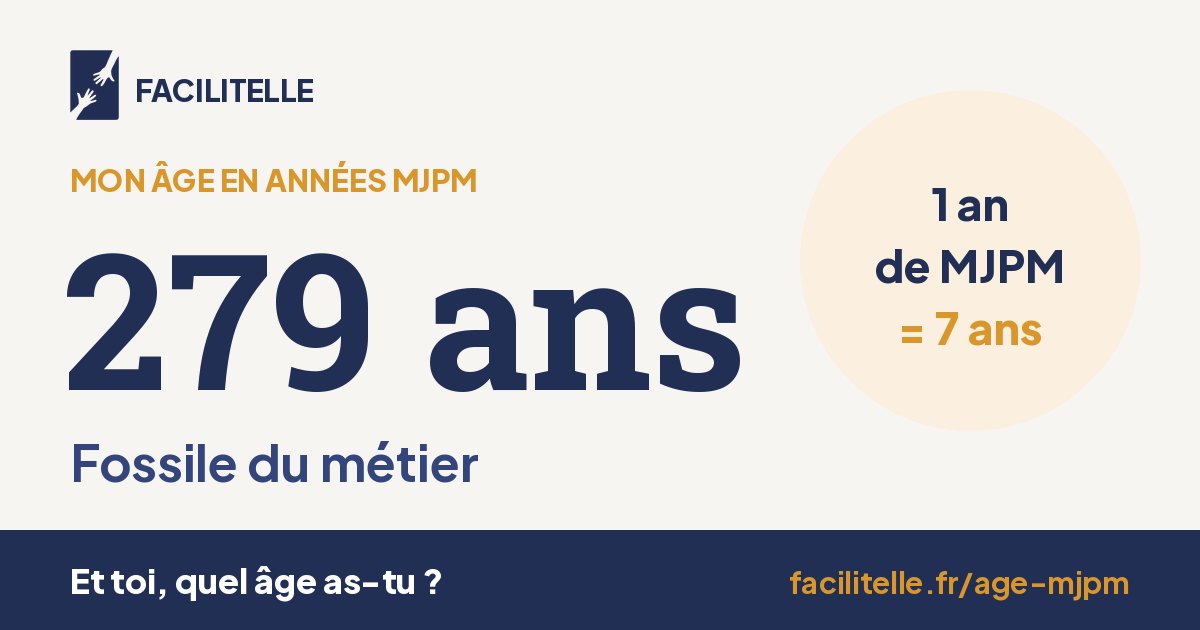 FACILITELLE
MON ÂGE EN ANNÉES MJPM
279 ans
Fossile du métier
1 an
de MJPM
= 7 ans
Et toi, quel âge as-tu ?
facilitelle.fr/age-mjpm